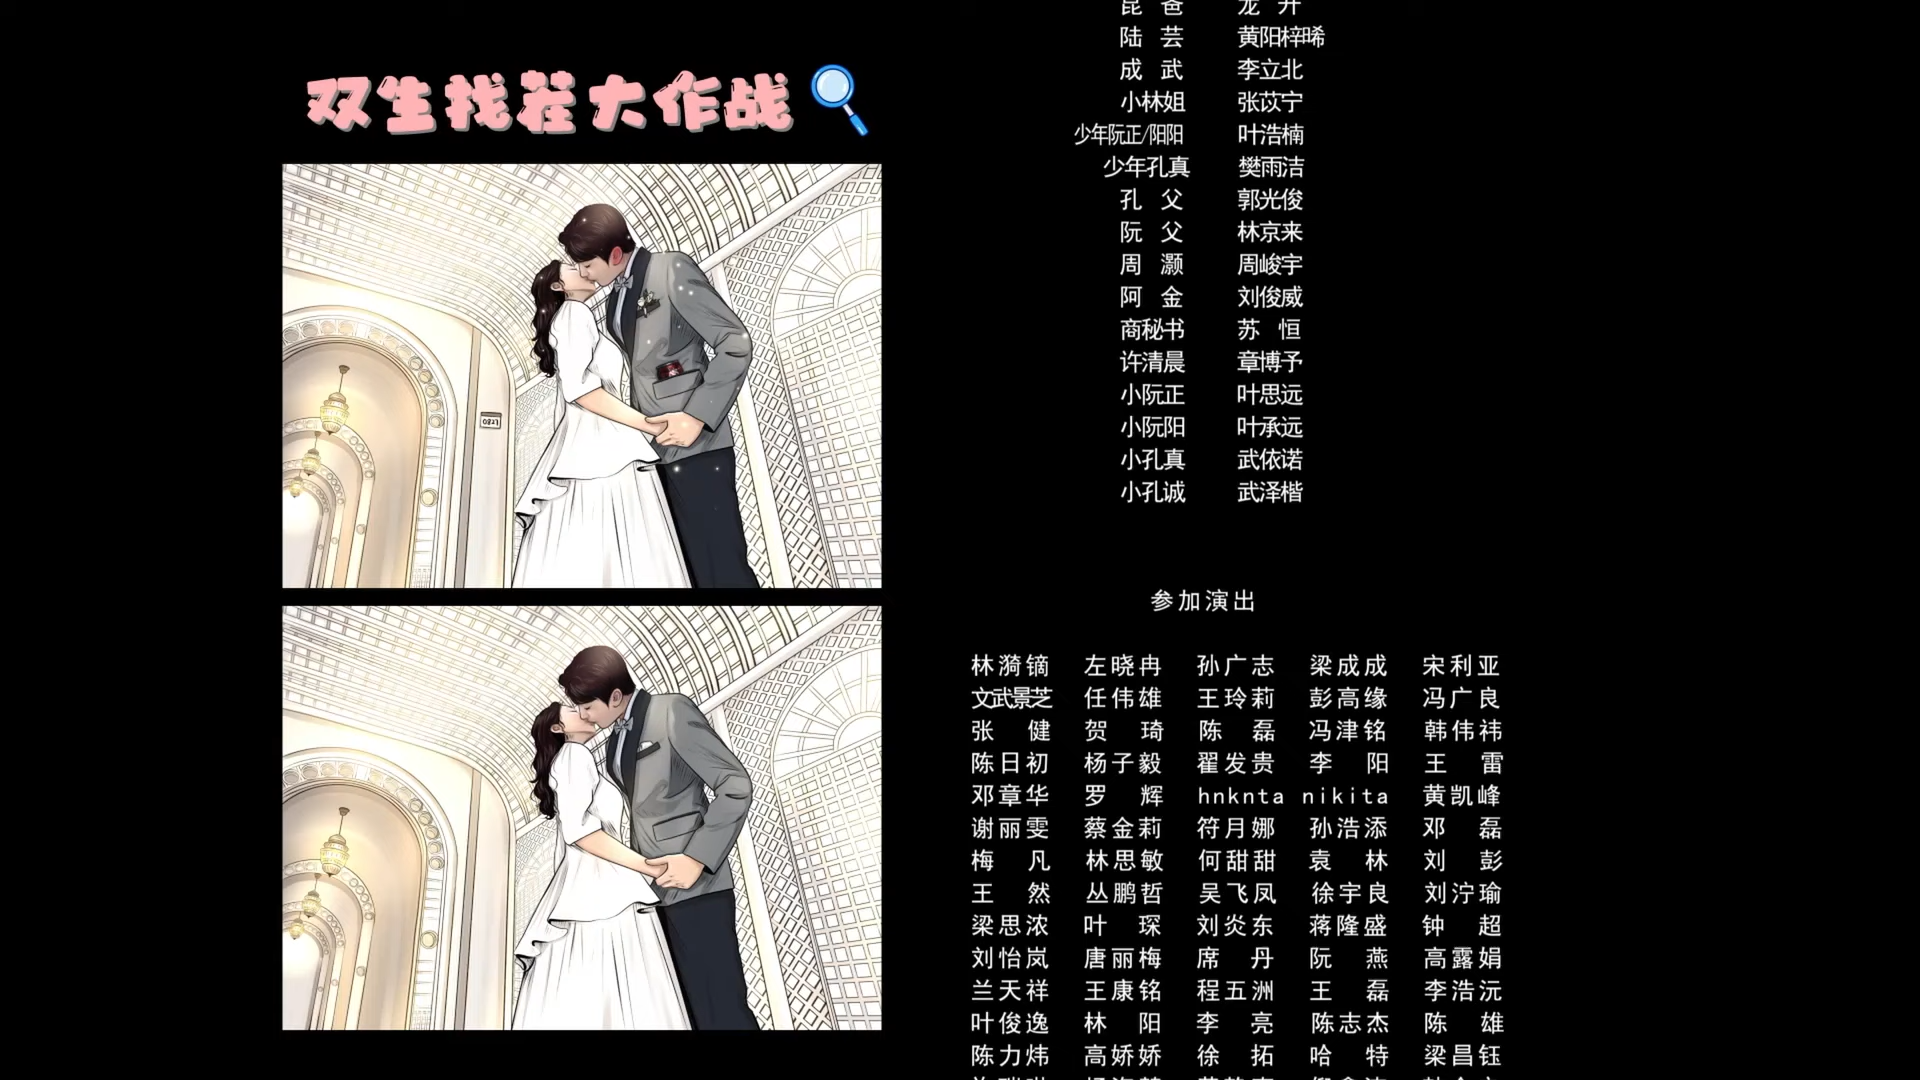 双生找茬大作战
0827
昆 爸 龙 升
陆 芸 黄阳梓晞
成 武 李立北
小林姐 张苡宁
少年阮正/阳阳 叶浩楠
少年孔真 樊雨洁
孔 父 郭光俊
阮 父 林京来
周 灏 周峻宇
阿 金 刘俊威
商秘书 苏 恒
许清晨 章博予
小阮正 叶思远
小阮阳 叶承远
小孔真 武依诺
小孔诚 武泽楷
参加演出
林漪镝 左晓冉 孙广志 梁成成 宋利亚
文武景芝 任伟雄 王玲莉 彭高缘 冯广良
张 健 贺 琦 陈 磊 冯津铭 韩伟祎
陈日初 杨子毅 翟发贵 李 阳 王 雷
邓章华 罗 辉 hnknta nikita 黄凯峰
谢丽雯 蔡金莉 符月娜 孙浩添 邓 磊
梅 凡 林思敏 何甜甜 袁 林 刘 彭
王 然 丛鹏哲 吴飞凤 徐宇良 刘泞瑜
梁思浓 叶 琛 刘炎东 蒋隆盛 钟 超
刘怡岚 唐丽梅 席 丹 阮 燕 高露娟
兰天祥 王康铭 程五洲 王 磊 李浩沅
叶俊逸 林 阳 李 亮 陈志杰 陈 雄
陈力炜 高娇娇 徐 拓 哈 特 梁昌钰